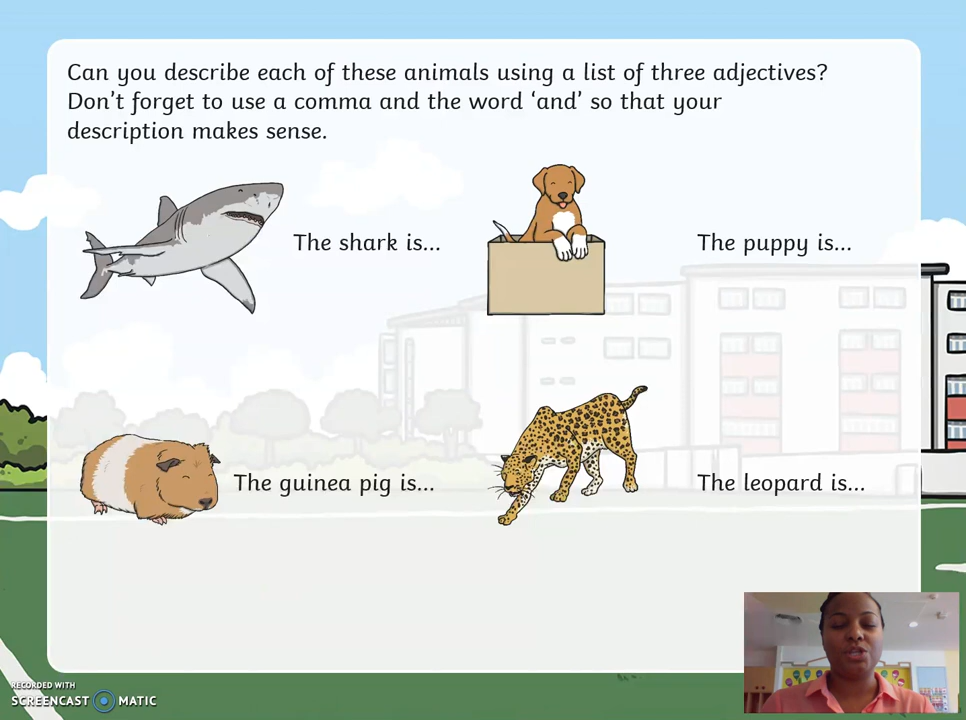 Can you describe each of these animals using a list of three adjectives?
Don't forget to use a comma and the word ‘and’ so that your
description makes sense.
The shark is...
The puppy is...
The guinea pig is...
The leopard is...
RECORDED WITH
SCREENCAST MATIC